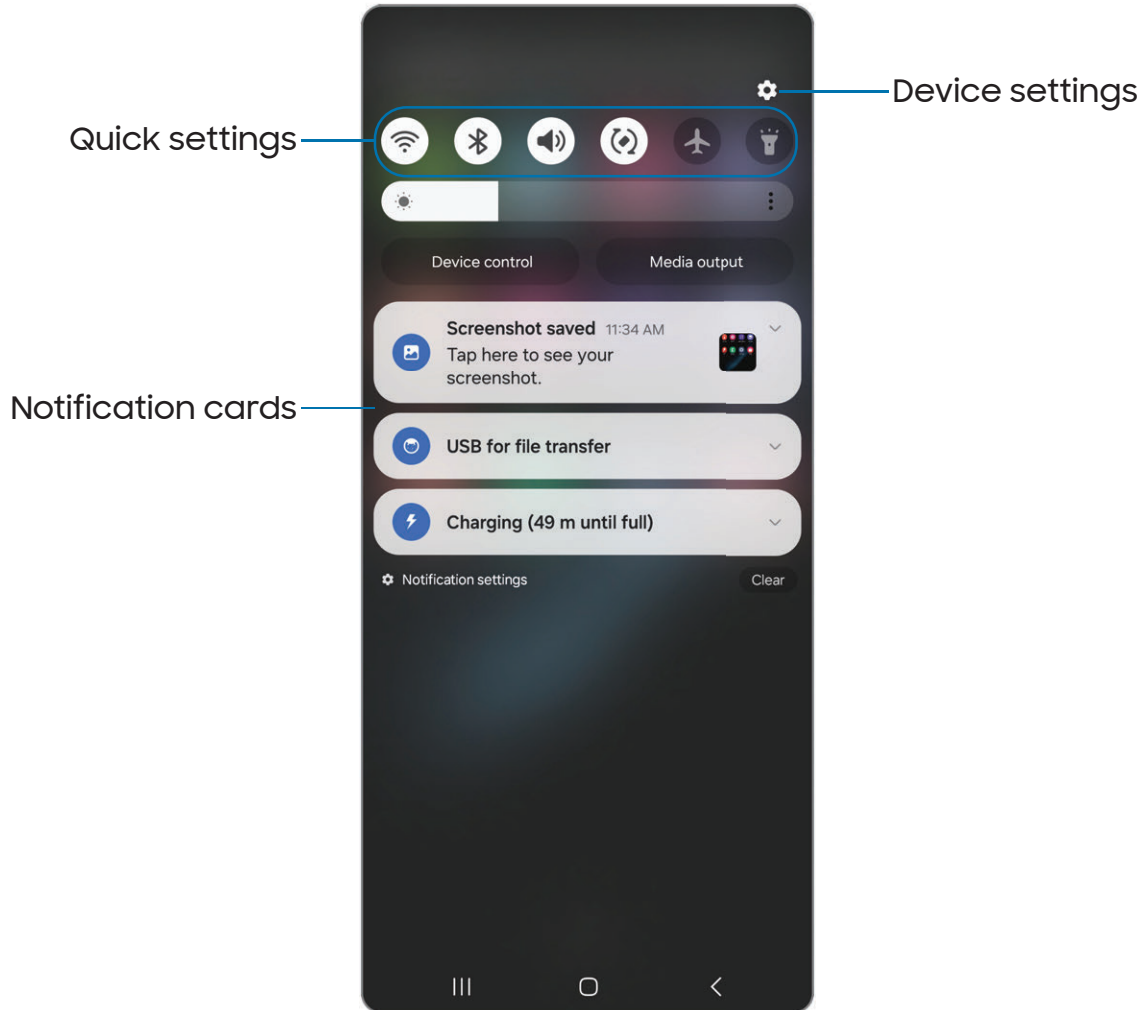 Device settings
Quick settings
Device control
Media output
Screenshot saved 11:34 AM
Tap here to see your
screenshot.
Notification cards
USB for file transfer
Charging (49 m until full)
Notification settings
Clear